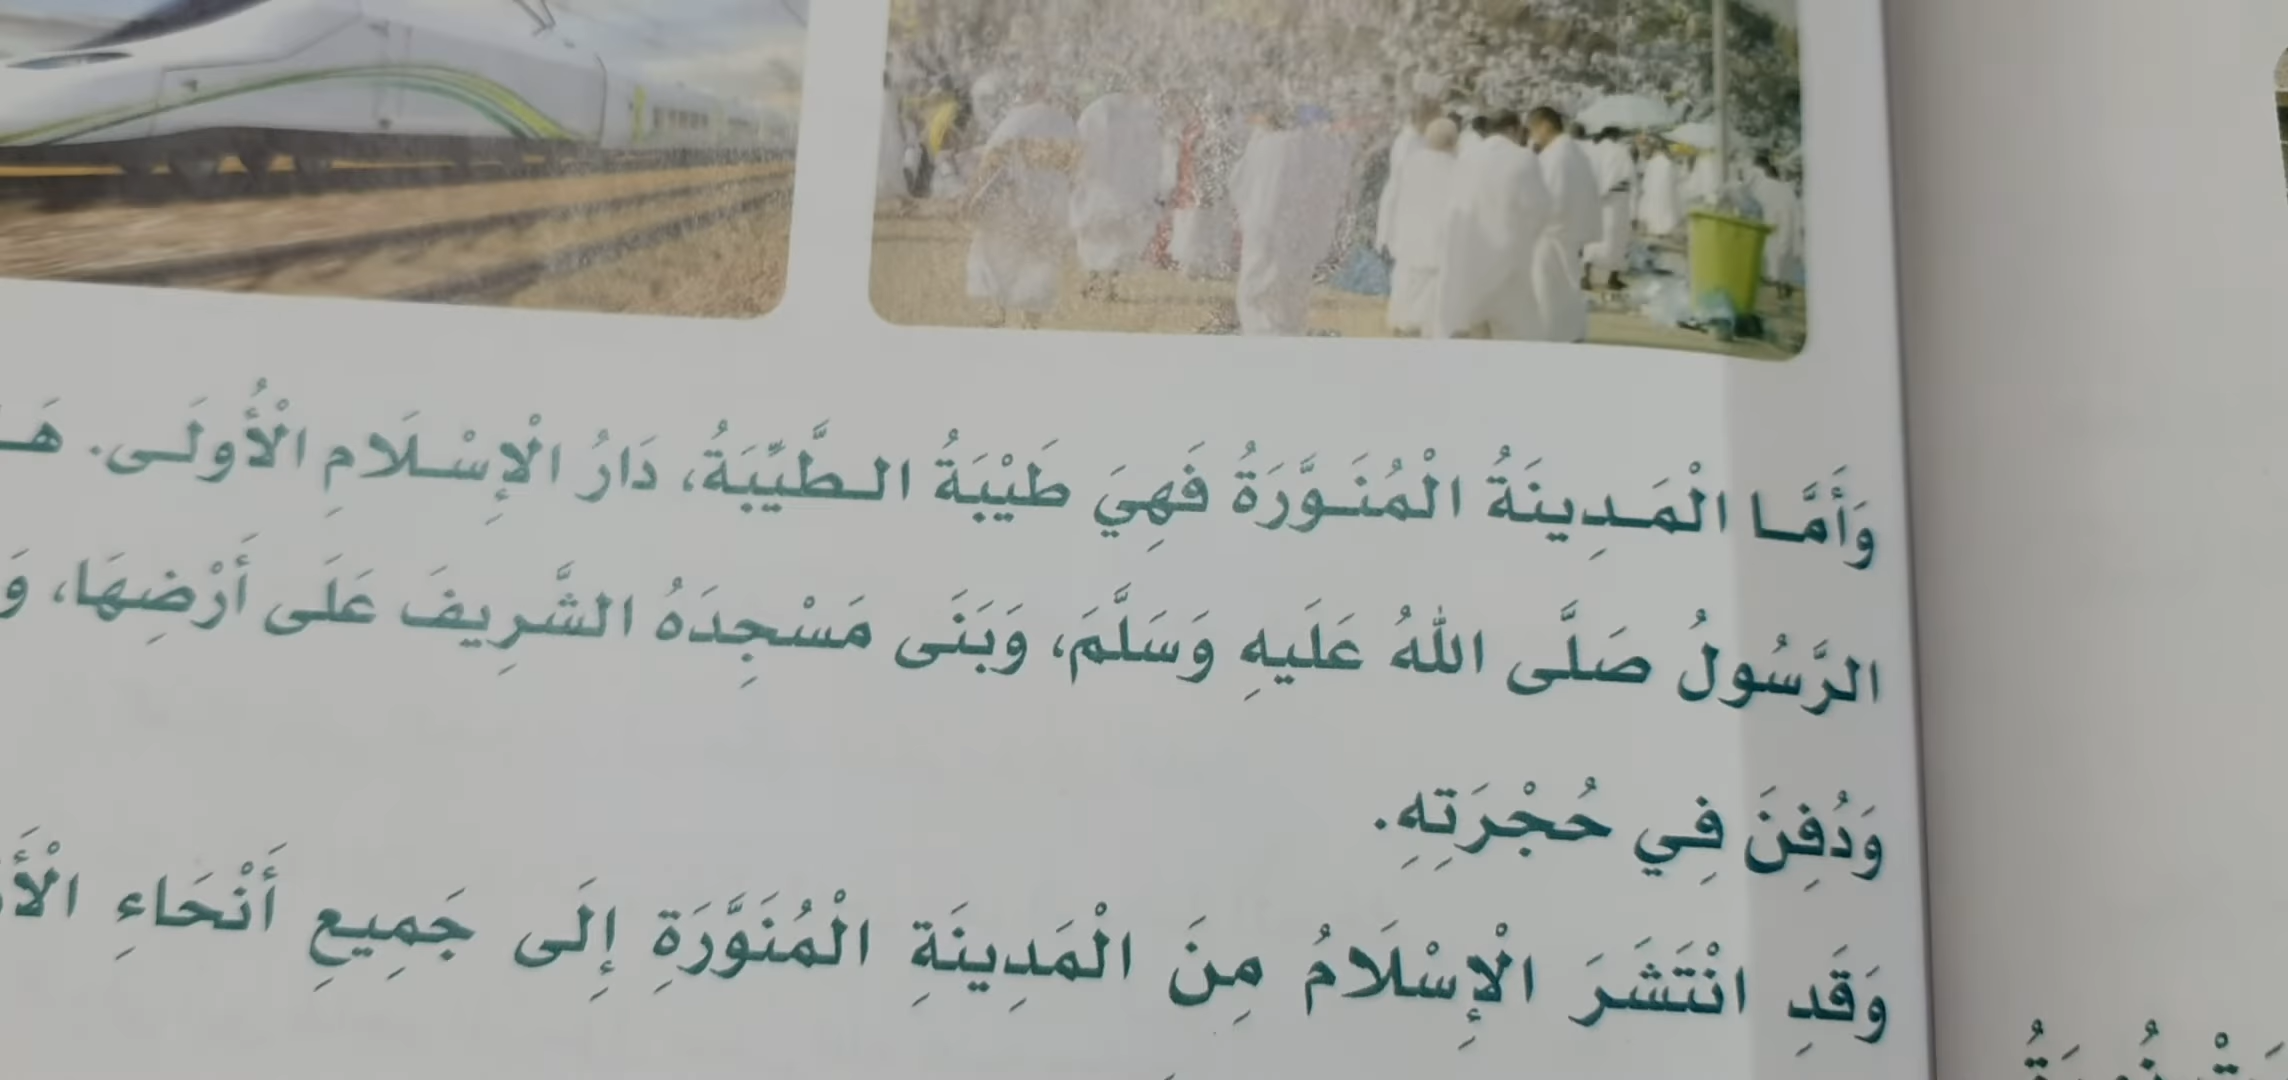 وَأَمَّا الْمَدِينَةُ الْمُنَوَّرَةُ فَهِيَ طَيْبَةُ الطَّيِّبَةُ، دَارُ الْإِسْلَامِ الْأُولَى.
الرَّسُولُ صَلَّى اللهُ عَلَيهِ وَسَلَّمَ، وَبَنَى مَسْجِدَهُ الشَّرِيفَ عَلَى أَرْضِهَا،
وَدُفِنَ فِي حُجْرَتِهِ.
وَقَدِ انْتَشَرَ الْإِسْلَامُ مِنَ الْمَدِينَةِ الْمُنَوَّرَةِ إِلَى جَمِيعِ أَنْحَاءِ